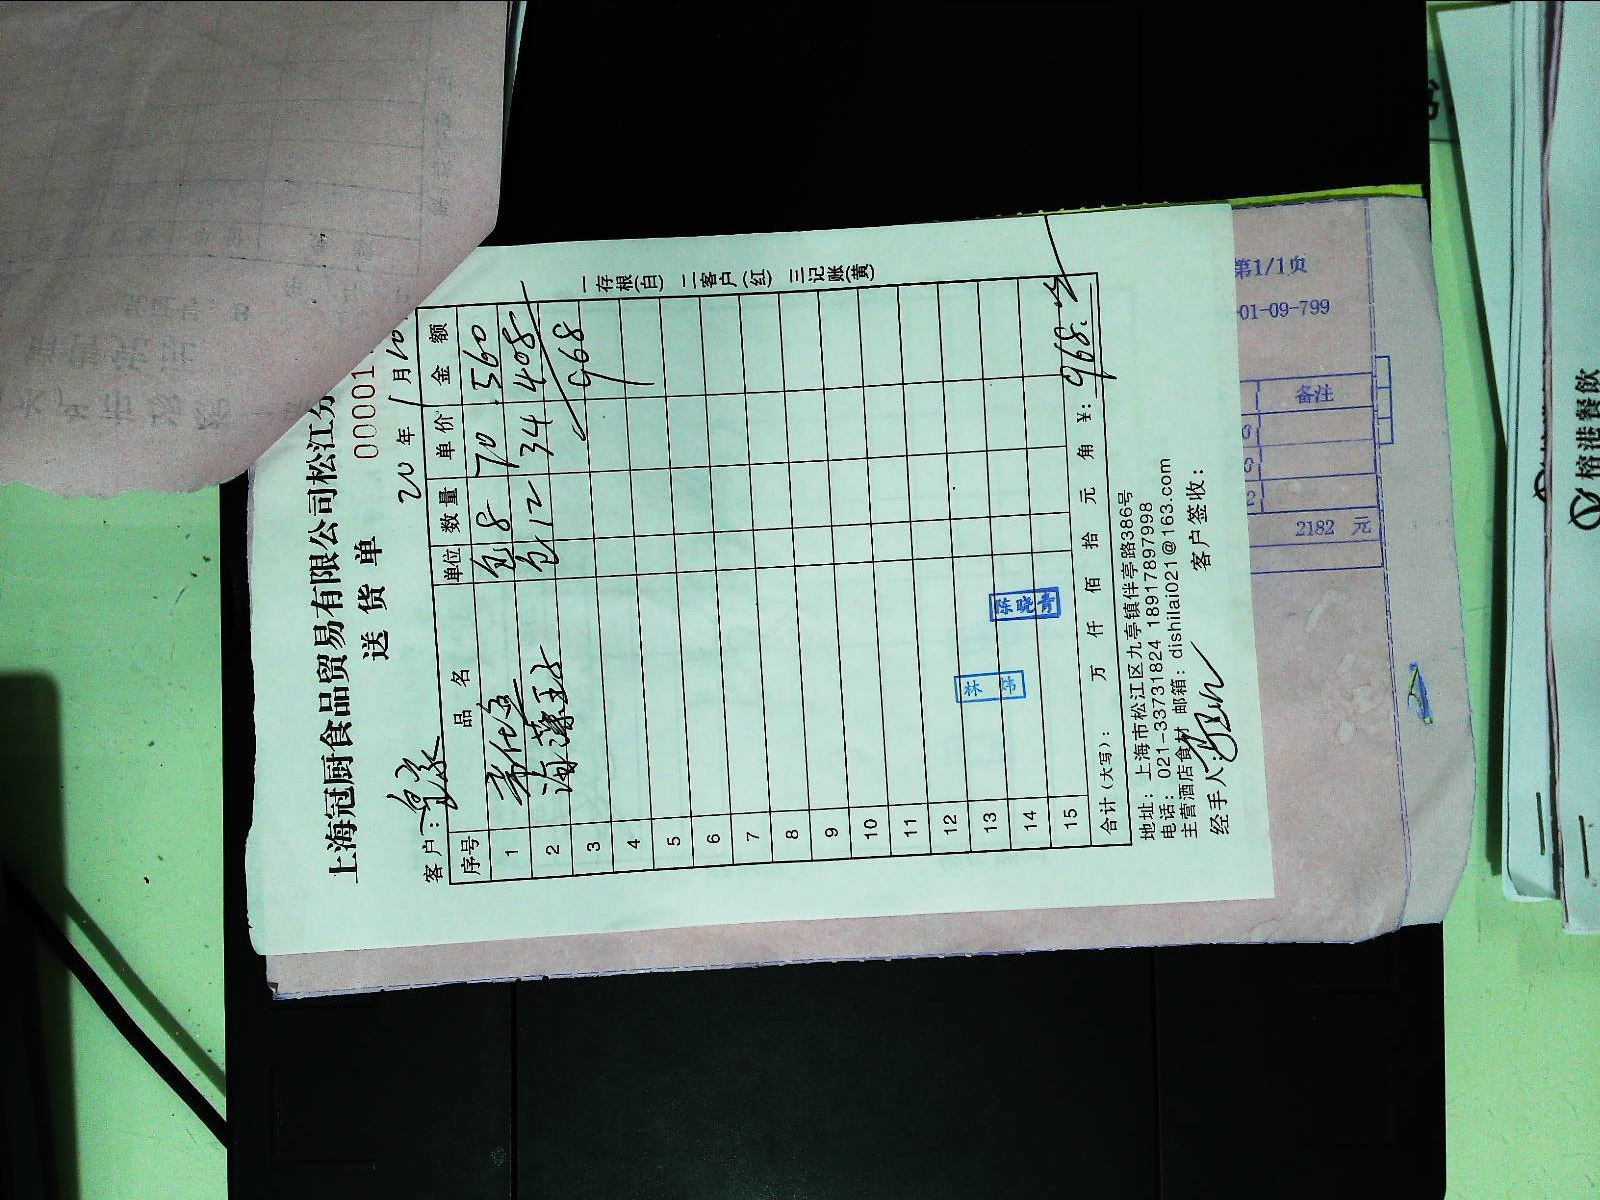 上海冠厨食品贸易有限公司松江分
送 货 单
00001
客户: 皇家 20 年 1 月 10
序号 品 名 单位 数量 单价 金 额
1 包 8 70 560
2 包 12 34 408
3 968
4
5
6
7
8
9
10
11
12
13
14
15
陈晓青
林
合计(大写): 万 仟 佰 拾 元 角 ¥: 968.
地址: 上海市松江区九亭镇伴亭路386号
电话: 021-33731824 18917897998
主营酒店食材 邮箱: dishilai021@163.com
经手人: 客户签收:
一存根(白) 二客户(红) 三记账(黄)
第1/1页
-01-09-799
备注
2182 元
榕港餐飲